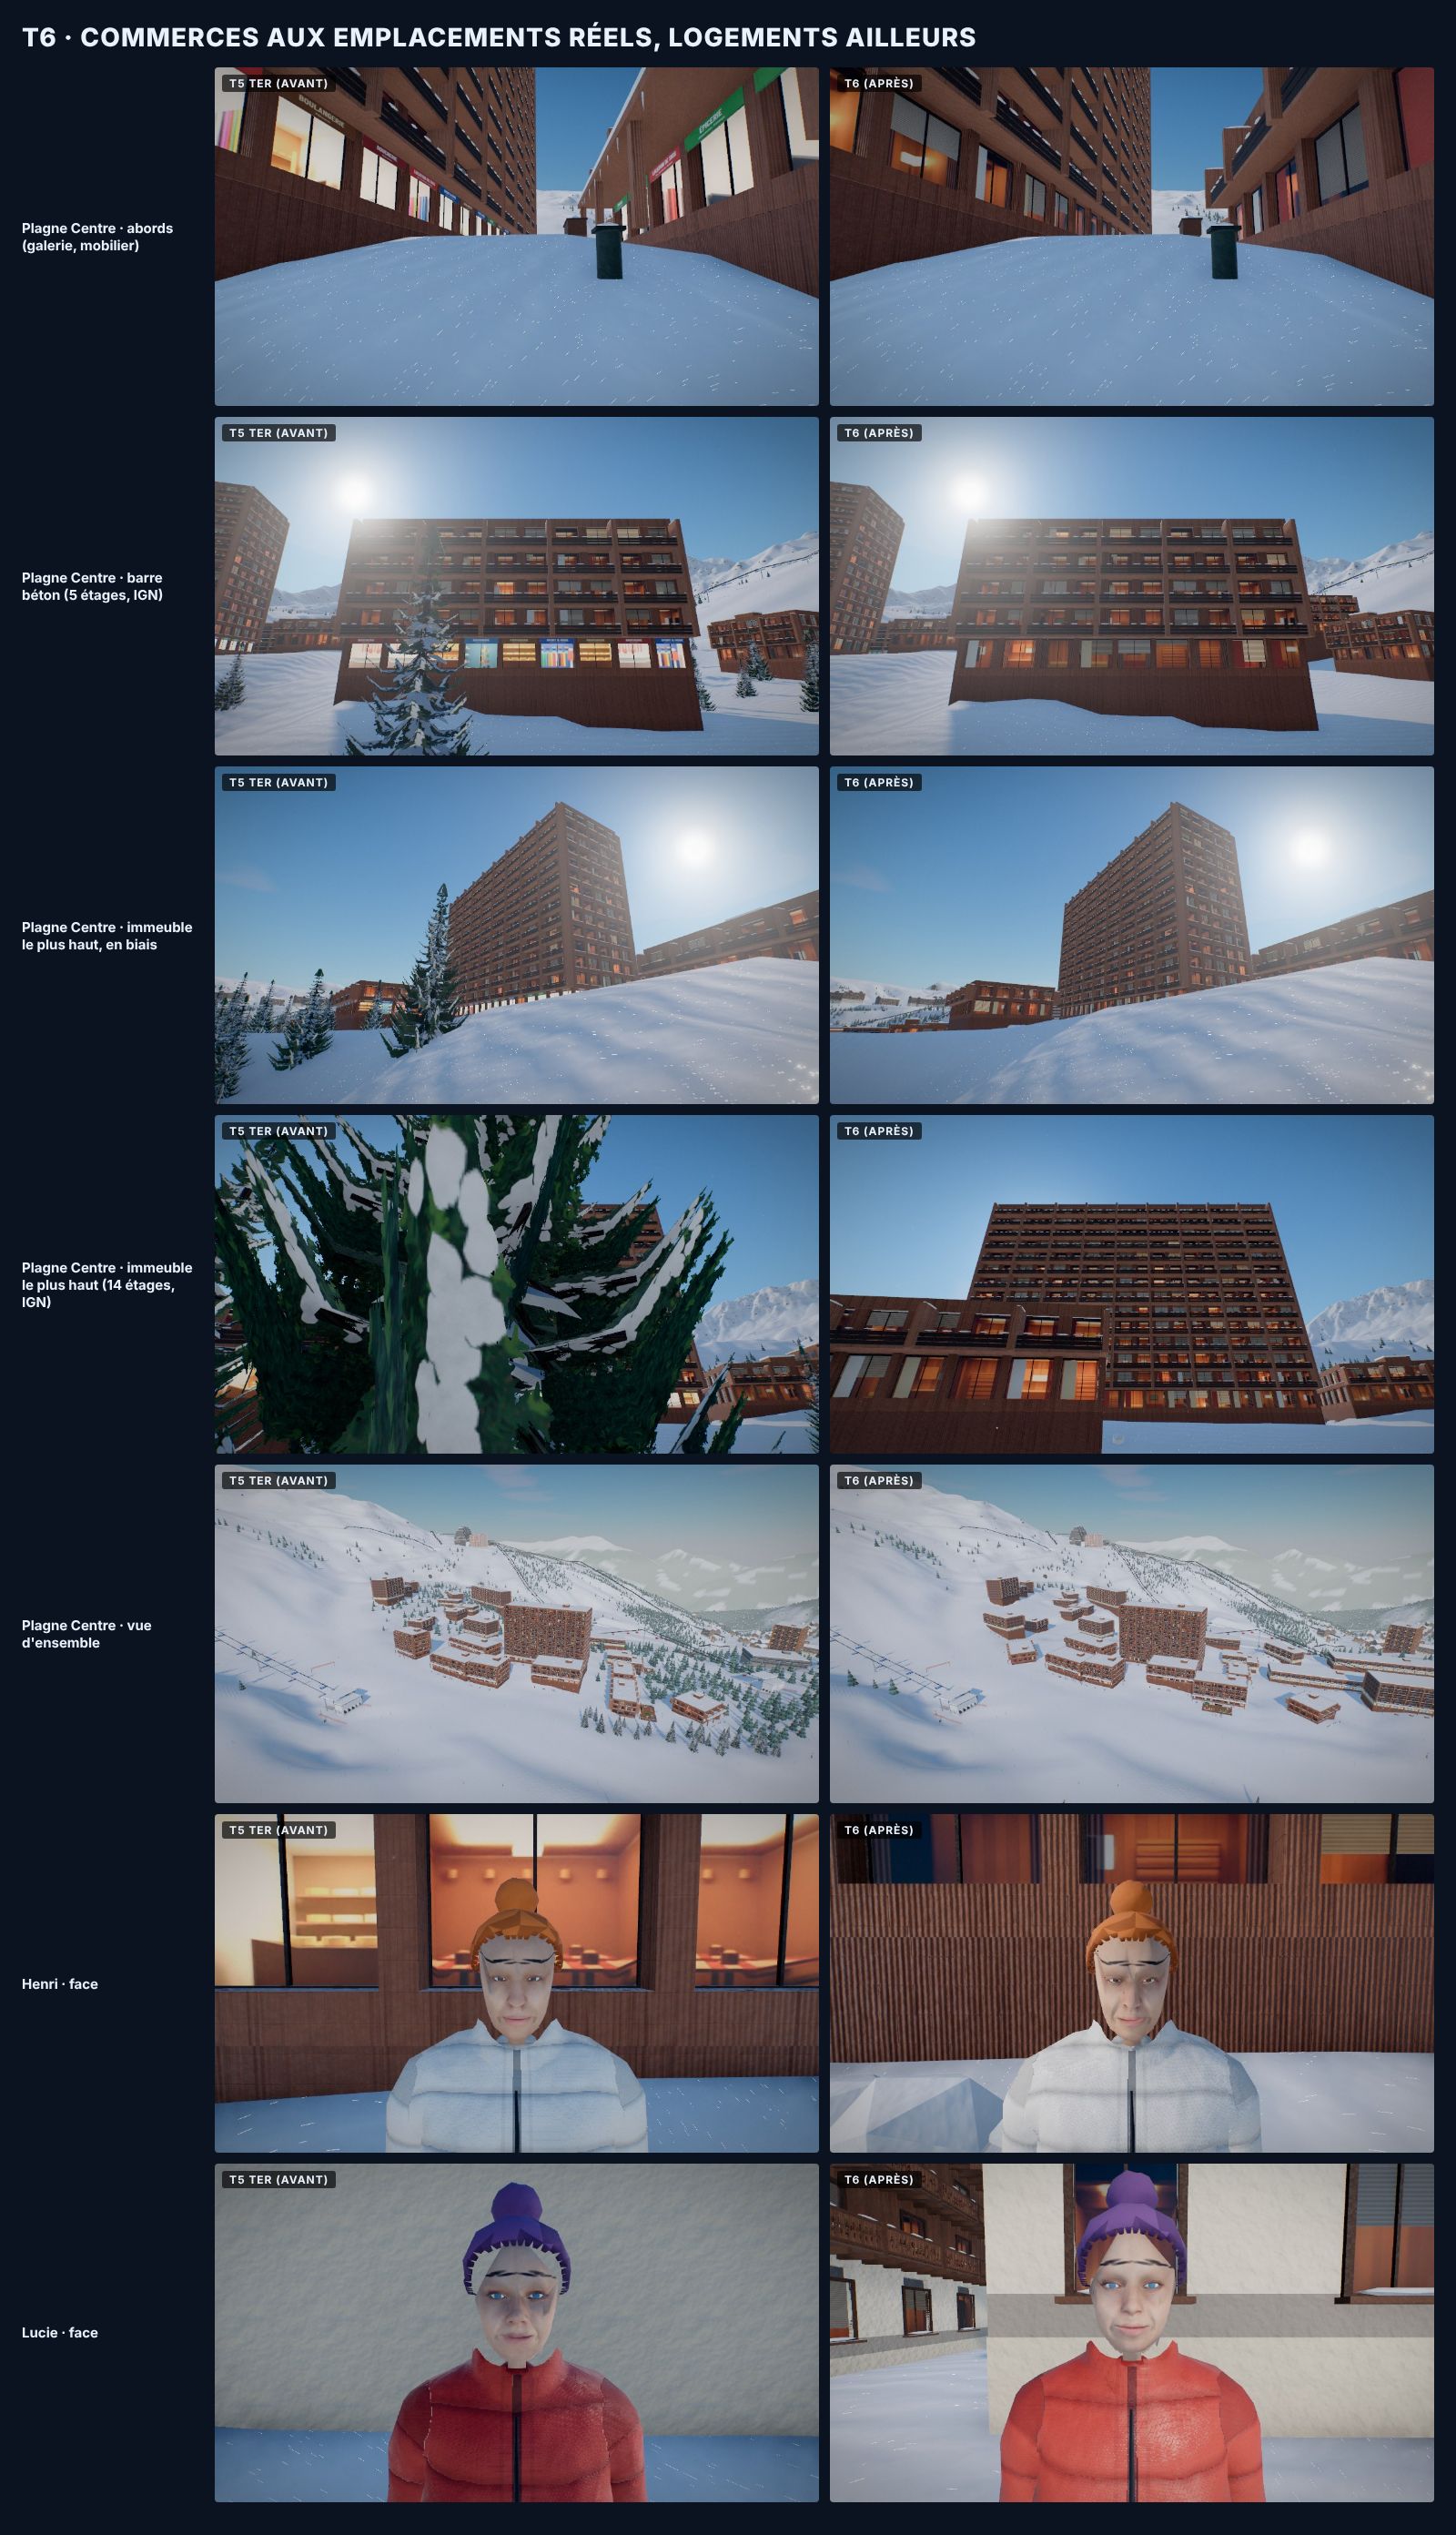 T6 · COMMERCES AUX EMPLACEMENTS RÉELS, LOGEMENTS AILLEURS
Plagne Centre · abords
(galerie, mobilier)
T5 TER (AVANT)
BOULANGERIE
EPICERIE
T6 (APRÈS)
Plagne Centre · barre
béton (5 étages, IGN)
T5 TER (AVANT)
T6 (APRÈS)
Plagne Centre · immeuble
le plus haut, en biais
T5 TER (AVANT)
T6 (APRÈS)
Plagne Centre · immeuble
le plus haut (14 étages,
IGN)
T5 TER (AVANT)
T6 (APRÈS)
Plagne Centre · vue
d'ensemble
T5 TER (AVANT)
T6 (APRÈS)
Henri · face
T5 TER (AVANT)
T6 (APRÈS)
Lucie · face
T5 TER (AVANT)
T6 (APRÈS)